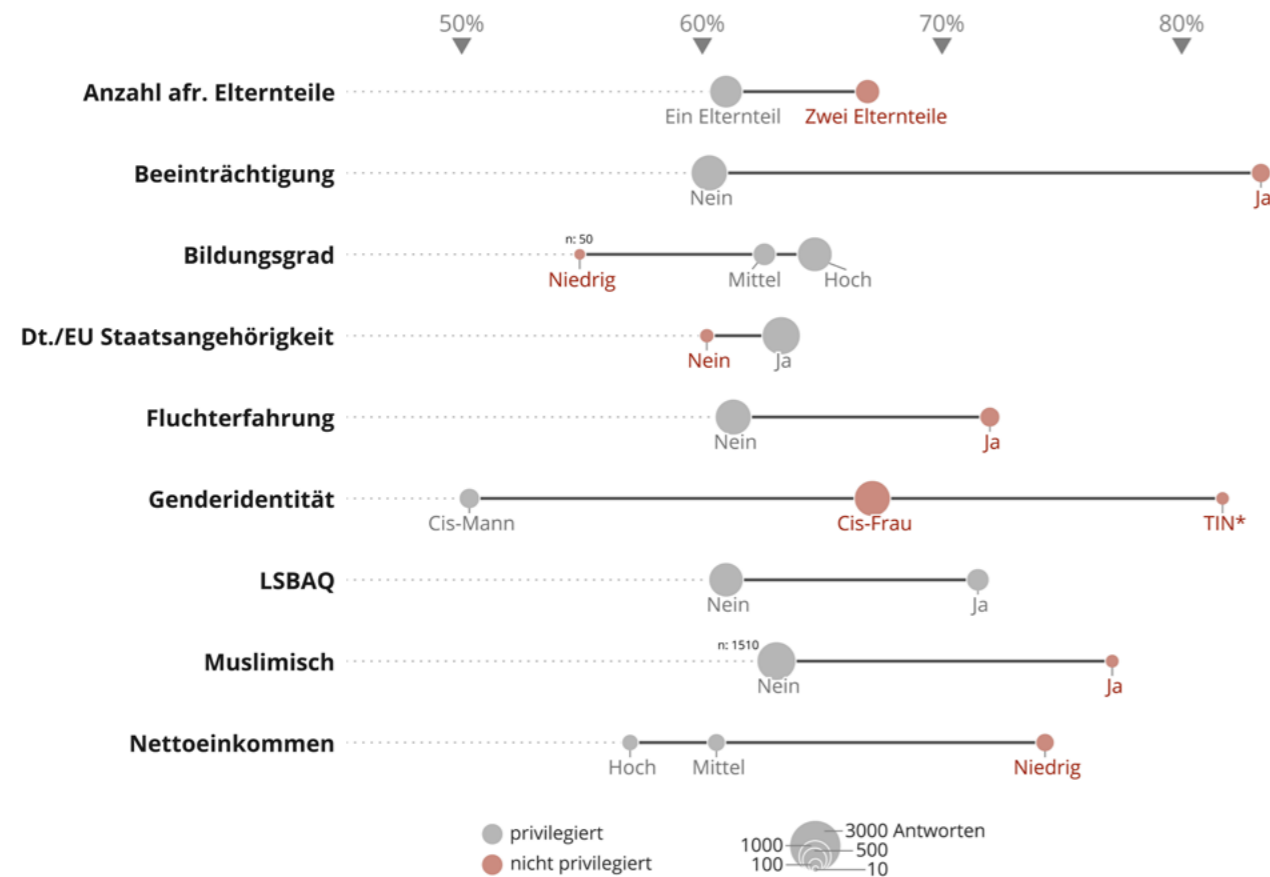 50% 60% 70% 80%
Anzahl afr. Elternteile
Ein Elternteil Zwei Elternteile
Beeinträchtigung
Nein Ja
n: 50
Bildungsgrad
Niedrig Mittel Hoch
Dt./EU Staatsangehörigkeit
Nein Ja
Fluchterfahrung
Nein Ja
Genderidentität
Cis-Mann Cis-Frau TIN*
LSBAQ
Nein Ja
n: 1510
Muslimisch
Nein Ja
Nettoeinkommen
Hoch Mittel Niedrig
privilegiert
nicht privilegiert
3000 Antworten
1000 500
100 10